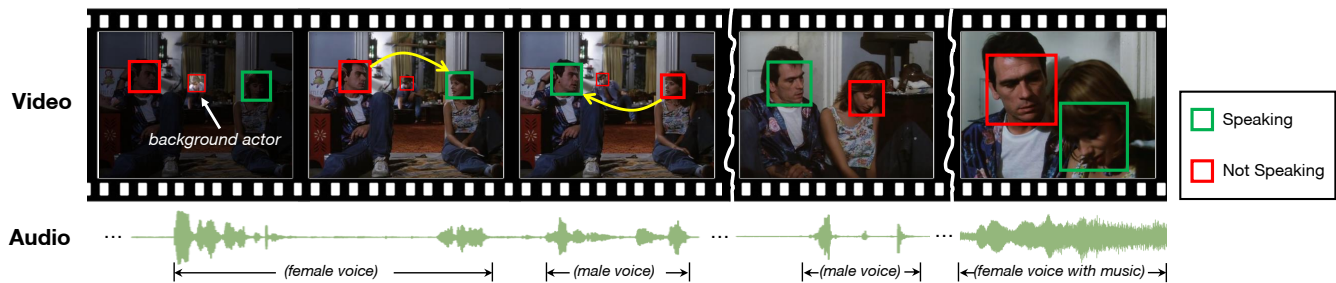 Video
background actor
Speaking
Not Speaking
Audio
...
...
...
(female voice)
(male voice)
(male voice)
(female voice with music)